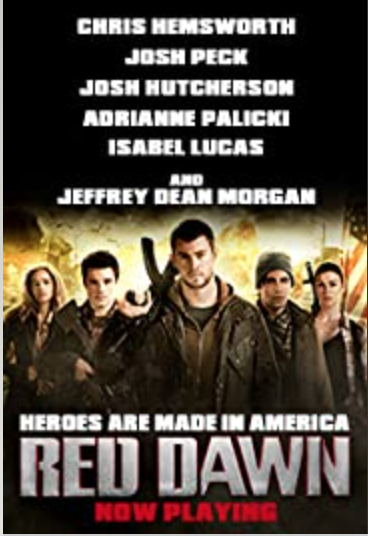 CHRIS HEMSWORTH
JOSH PECK
JOSH HUTCHERSON
ADRIANNE PALICKI
ISABEL LUCAS
AND
JEFFREY DEAN MORGAN
HEROES ARE MADE IN AMERICA
RED DAWN
NOW PLAYING